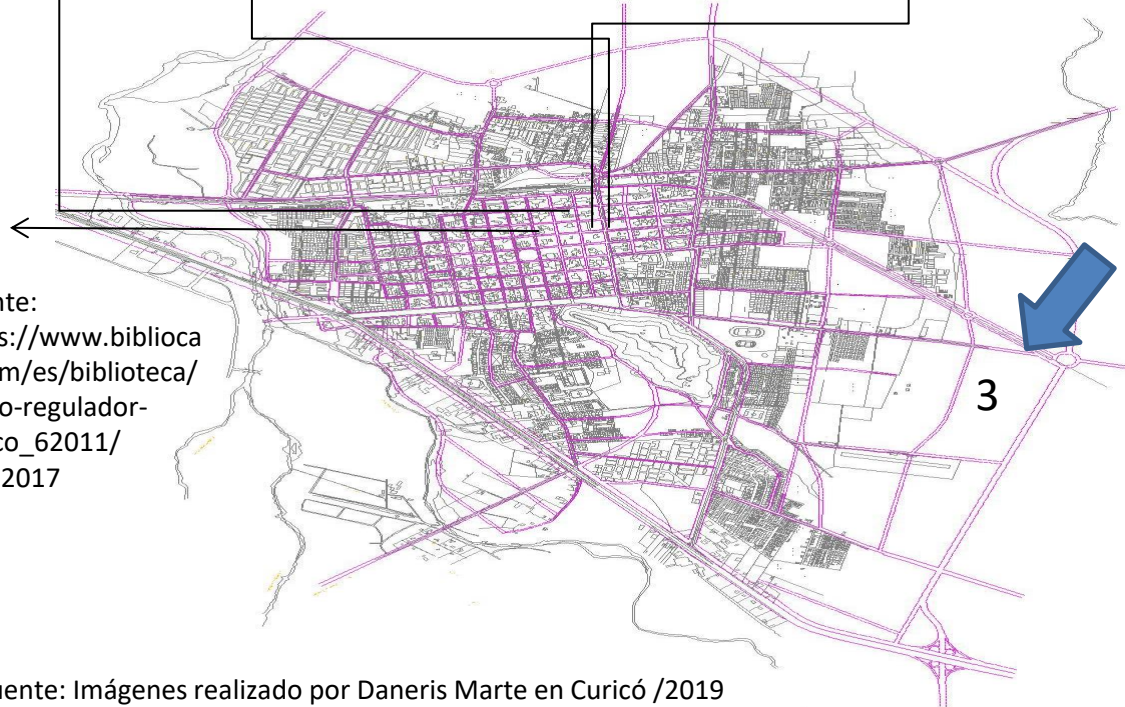 nte:
s://www.biblioca
m/es/biblioteca/
o-regulador-
co_62011/
2017
3
uente: Imágenes realizado por Daneris Marte en Curicó /2019